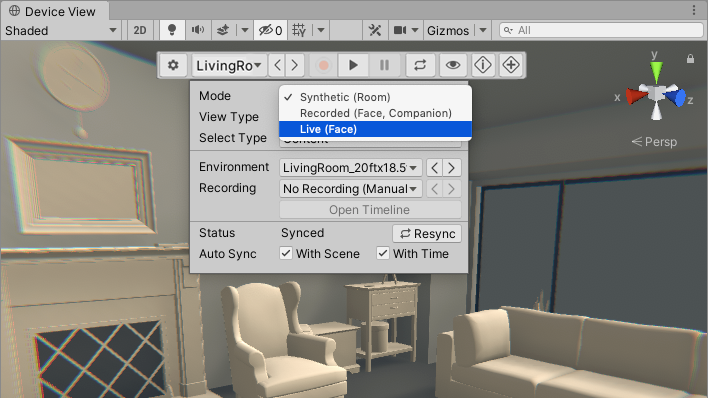 Device View
Shaded 2D 0 Gizmos All
LivingRo
Mode
Synthetic (Room)
Recorded (Face, Companion)
View Type
Live (Face)
Select Type
Environment LivingRoom_20ftx18.5
Recording No Recording (Manual
Open Timeline
Status Synced Resync
Auto Sync With Scene With Time
y
x
z
Persp